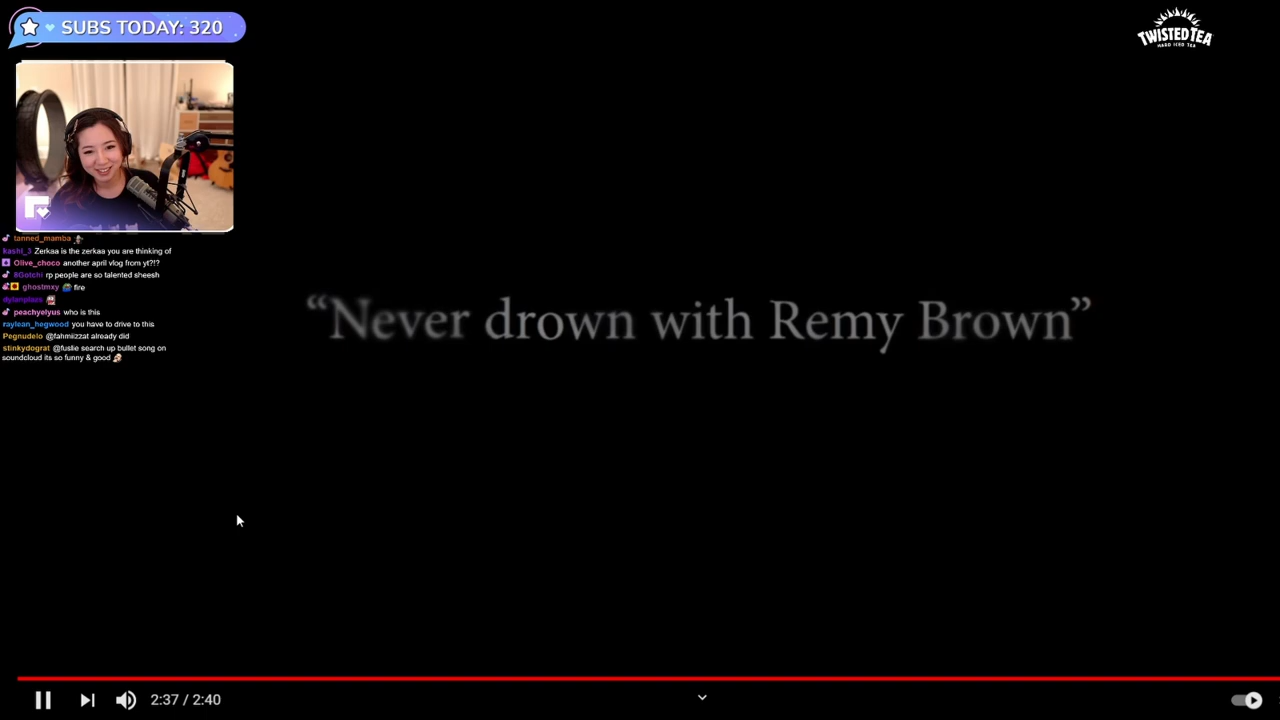 SUBS TODAY: 320
TWISTED TEA
HARD ICED TEA
tanned_mamba
kashi_3 Zerkaa is the zerkaa you are thinking of
Olive_choco another april vlog from yt?!?
8Gotchi rp people are so talented sheesh
ghostmxy fire
peachyelyus who is this
raylean_hegwood you have to drive to this
Pegnudelo @fahmiizzat already did
stinkydograt @fuslie search up bullet song on
soundcloud its so funny & good
“Never drown with Remy Brown”
2:37 / 2:40